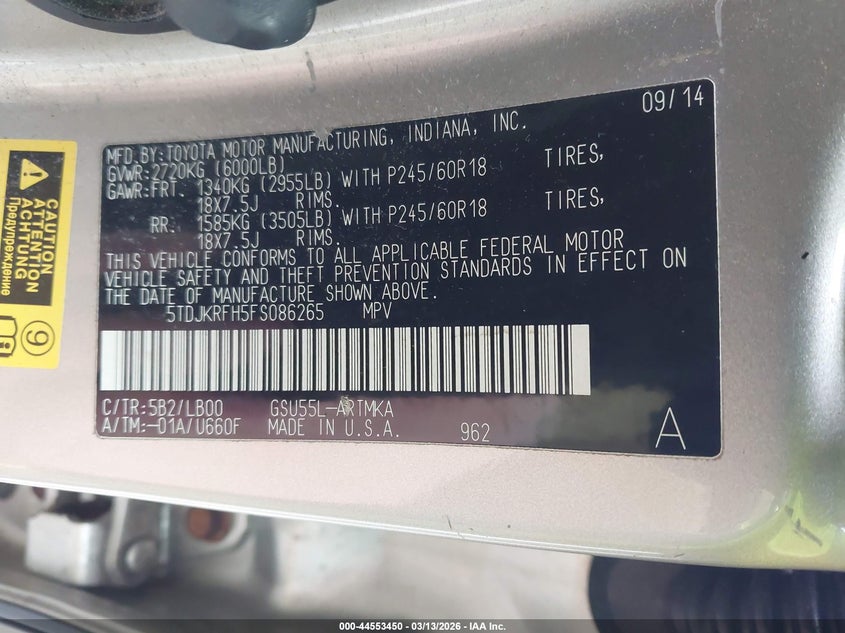 09/14
MFD.BY:TOYOTA MOTOR MANUFACTURING, INDIANA, INC.
GVWR:2720KG (6000LB)
GAWR:FRT. 1340KG (2955LB) WITH P245/60R18 TIRES,
18X7.5J RIMS.
RR. 1585KG (3505LB) WITH P245/60R18 TIRES,
18X7.5J RIMS.
THIS VEHICLE CONFORMS TO ALL APPLICABLE FEDERAL MOTOR
VEHICLE SAFETY AND THEFT PREVENTION STANDARDS IN EFFECT ON
THE DATE OF MANUFACTURE SHOWN ABOVE.
5TDJKRFH5FS086265 MPV
C/TR:5B2/LB00 GSU55L-ARTMKA
A/TM:-01A/U660F MADE IN U.S.A. 962 A
CAUTION
ATTENTION
ACHTUNG
Предупреждение
9
000-44553450 - 03/13/2026 - IAA Inc.